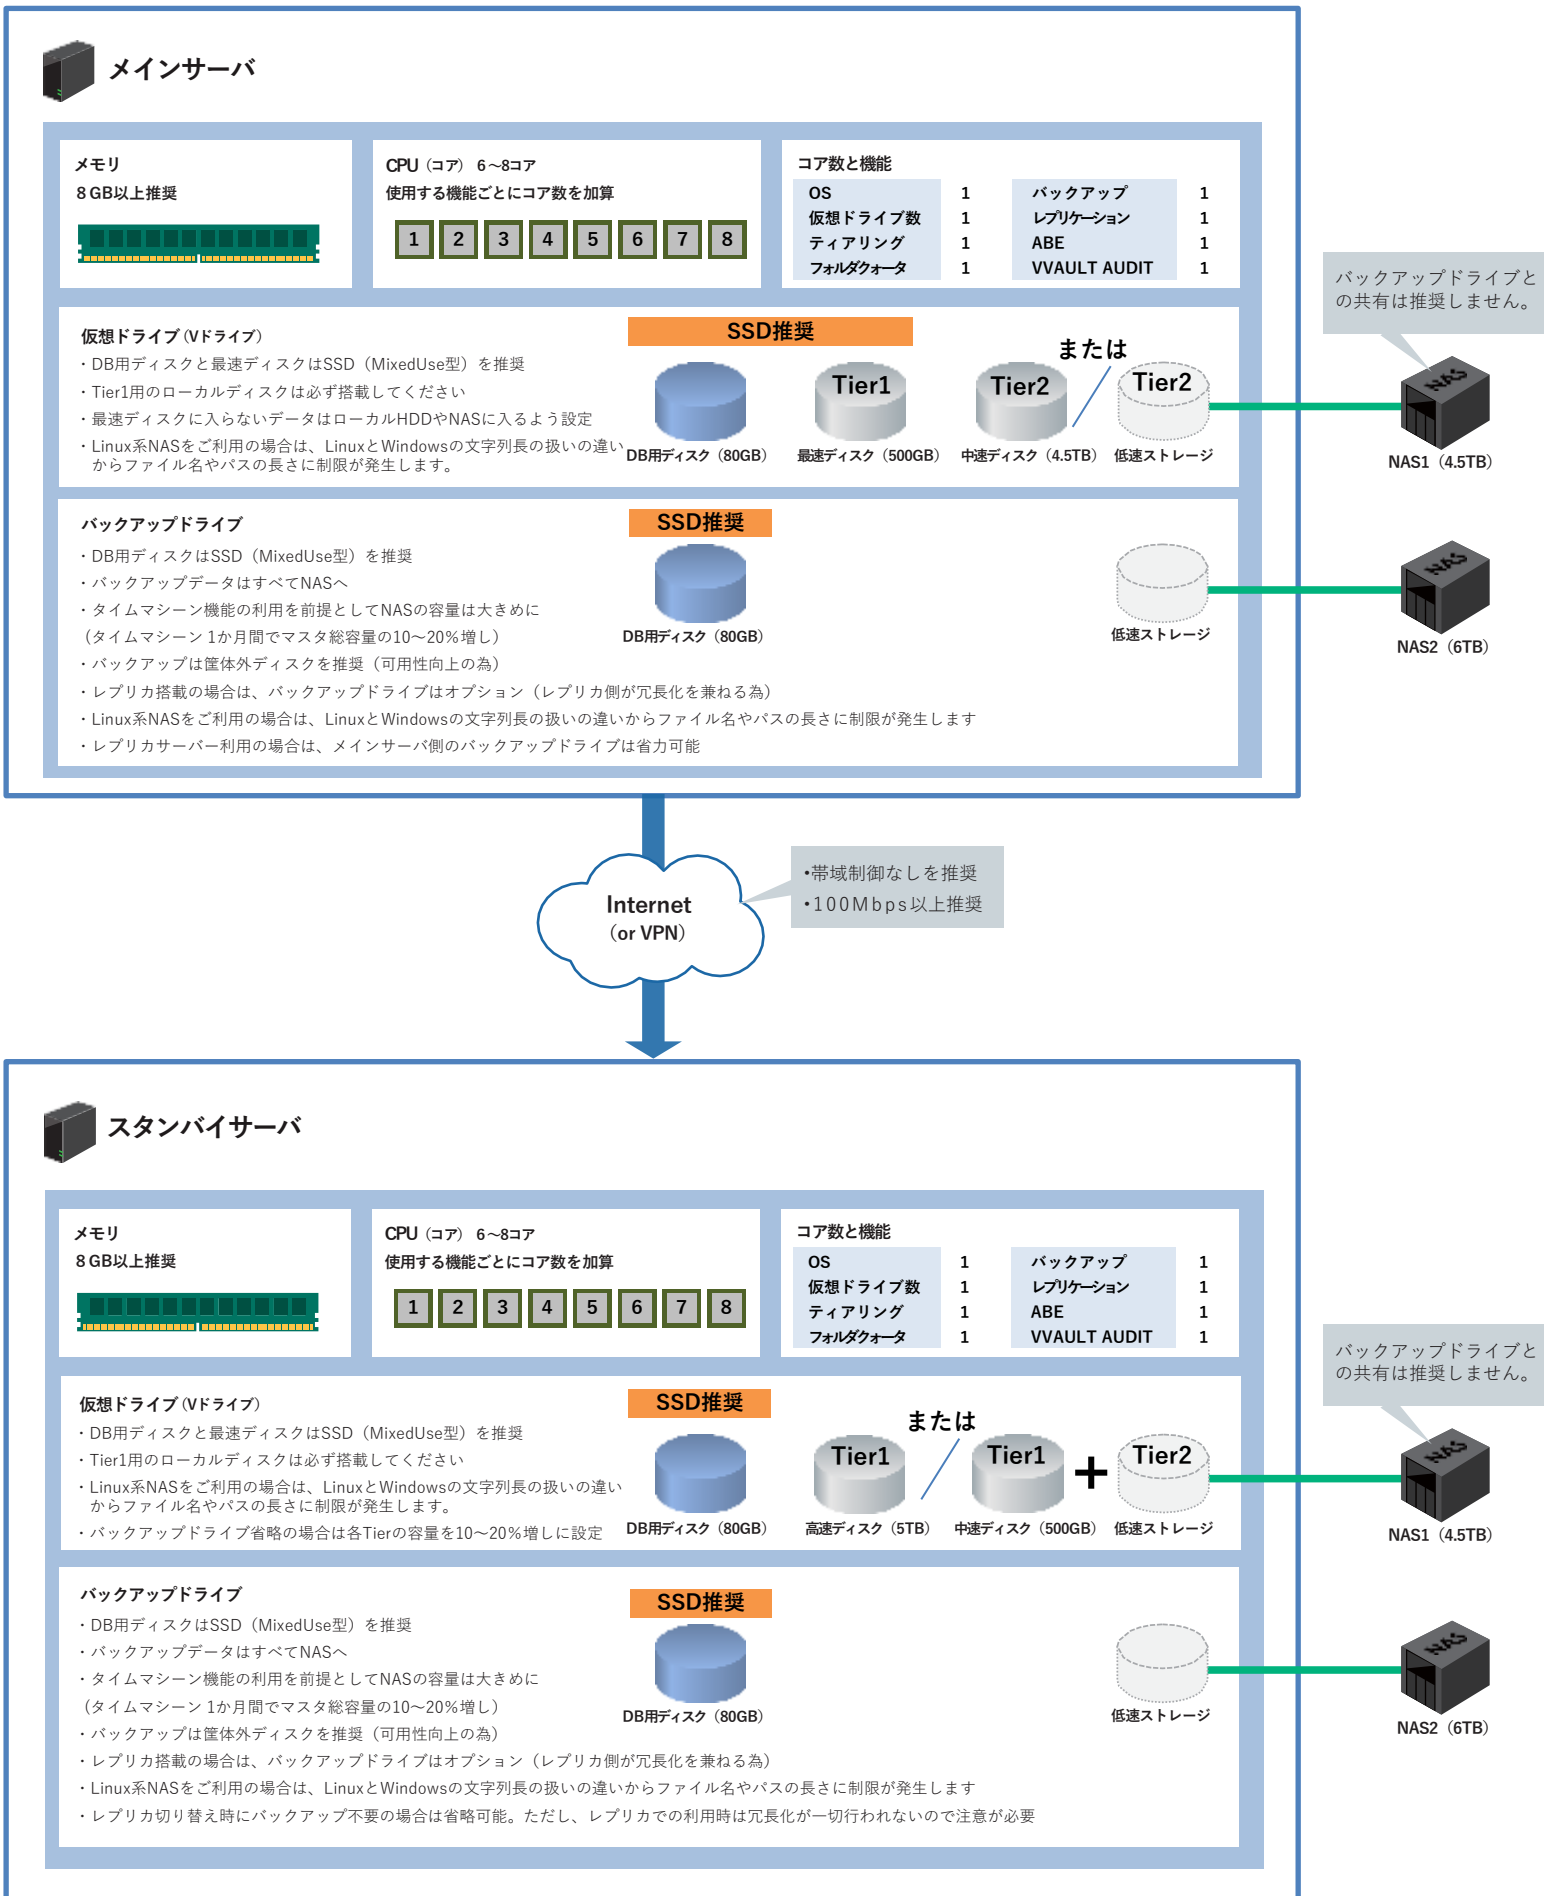 メインサーバ
メモリ
8GB以上推奨
CPU（コア） 6～8コア
使用する機能ごとにコア数を加算
1 2 3 4 5 6 7 8
コア数と機能
OS 1 バックアップ 1
仮想ドライブ数 1 レプリケーション 1
ティアリング 1 ABE 1
フォルダクォータ 1 VVAULT AUDIT 1
バックアップドライブと
の共有は推奨しません。
仮想ドライブ（Vドライブ）
・DB用ディスクと最速ディスクはSSD（MixedUse型）を推奨
・Tier1用のローカルディスクは必ず搭載してください
・最速ディスクに入らないデータはローカルHDDやNASに入るよう設定
・Linux系NASをご利用の場合は、LinuxとWindowsの文字列長の扱いの違い
からファイル名やパスの長さに制限が発生します。
SSD推奨
または
Tier1
Tier2
Tier2
DB用ディスク（80GB）
最速ディスク（500GB）
中速ディスク（4.5TB）
低速ストレージ
NAS
NAS1（4.5TB）
バックアップドライブ
・DB用ディスクはSSD（MixedUse型）を推奨
・バックアップデータはすべてNASへ
・タイムマシーン機能の利用を前提としてNASの容量は大きめに
（タイムマシーン 1か月間でマスタ総容量の10～20％増し）
・バックアップは筐体外ディスクを推奨（可用性向上の為）
・レプリカ搭載の場合は、バックアップドライブはオプション（レプリカ側が冗長化を兼ねる為）
・Linux系NASをご利用の場合は、LinuxとWindowsの文字列長の扱いの違いからファイル名やパスの長さに制限が発生します
・レプリカサーバー利用の場合は、メインサーバ側のバックアップドライブは省力可能
SSD推奨
DB用ディスク（80GB）
低速ストレージ
NAS
NAS2（6TB）
Internet
（or VPN）
•帯域制御なしを推奨
•100Mbps以上推奨
スタンバイサーバ
メモリ
8GB以上推奨
CPU（コア） 6～8コア
使用する機能ごとにコア数を加算
1 2 3 4 5 6 7 8
コア数と機能
OS 1 バックアップ 1
仮想ドライブ数 1 レプリケーション 1
ティアリング 1 ABE 1
フォルダクォータ 1 VVAULT AUDIT 1
バックアップドライブと
の共有は推奨しません。
仮想ドライブ（Vドライブ）
・DB用ディスクと最速ディスクはSSD（MixedUse型）を推奨
・Tier1用のローカルディスクは必ず搭載してください
・Linux系NASをご利用の場合は、LinuxとWindowsの文字列長の扱いの違い
からファイル名やパスの長さに制限が発生します。
・バックアップドライブ省略の場合は各Tierの容量を10～20％増しに設定
SSD推奨
または
Tier1
Tier1
+
Tier2
DB用ディスク（80GB）
高速ディスク（5TB）
中速ディスク（500GB）
低速ストレージ
NAS
NAS1（4.5TB）
バックアップドライブ
・DB用ディスクはSSD（MixedUse型）を推奨
・バックアップデータはすべてNASへ
・タイムマシーン機能の利用を前提としてNASの容量は大きめに
（タイムマシーン 1か月間でマスタ総容量の10～20％増し）
・バックアップは筐体外ディスクを推奨（可用性向上の為）
・レプリカ搭載の場合は、バックアップドライブはオプション（レプリカ側が冗長化を兼ねる為）
・Linux系NASをご利用の場合は、LinuxとWindowsの文字列長の扱いの違いからファイル名やパスの長さに制限が発生します
・レプリカ切り替え時にバックアップ不要の場合は省略可能。ただし、レプリカでの利用時は冗長化が一切行われないので注意が必要
SSD推奨
DB用ディスク（80GB）
低速ストレージ
NAS
NAS2（6TB）